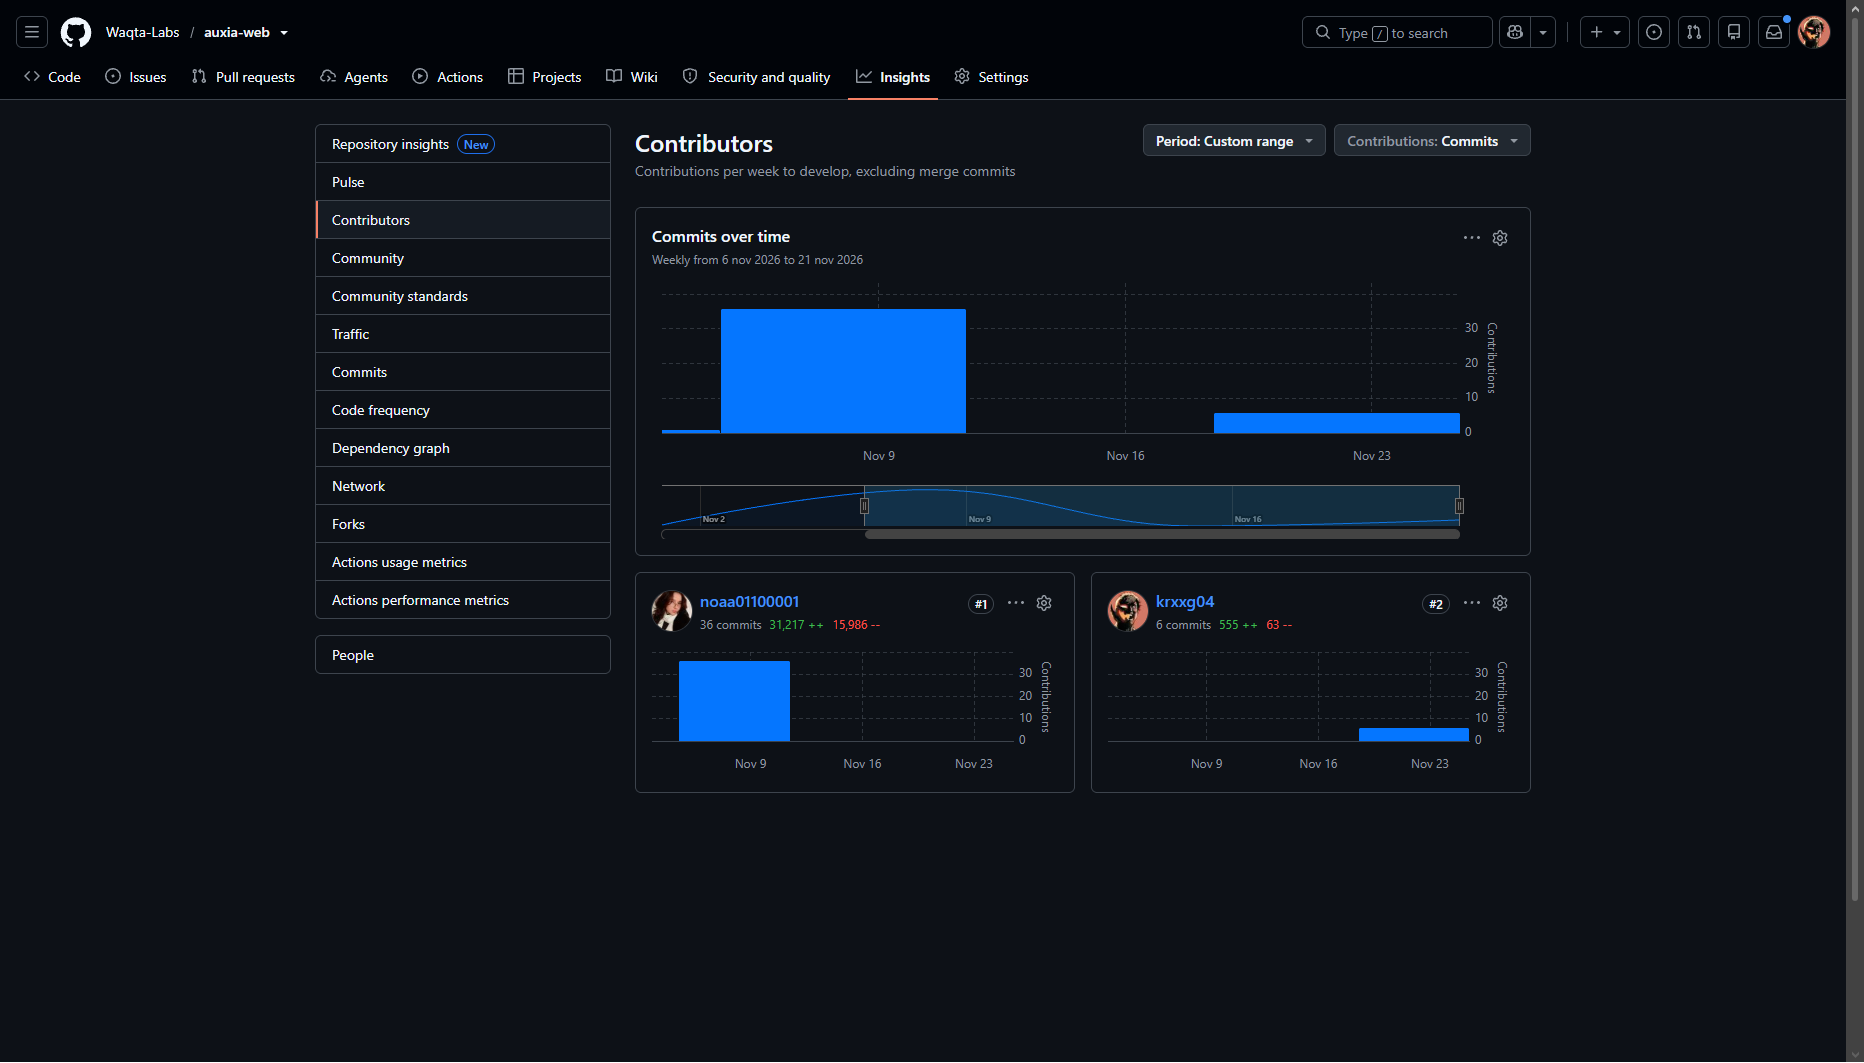 Waqta-Labs / auxia-web
Type / to search
Code
Issues
Pull requests
Agents
Actions
Projects
Wiki
Security and quality
Insights
Settings
Repository insights New
Pulse
Contributors
Community
Community standards
Traffic
Commits
Code frequency
Dependency graph
Network
Forks
Actions usage metrics
Actions performance metrics
People
Contributors
Contributions per week to develop, excluding merge commits
Period: Custom range
Contributions: Commits
Commits over time
Weekly from 6 nov 2026 to 21 nov 2026
30
20
10
0
Contributions
Nov 9
Nov 16
Nov 23
Nov 2
Nov 9
Nov 16
noaa01100001
#1
36 commits 31,217 ++ 15,986 --
30
20
10
0
Contributions
Nov 9
Nov 16
Nov 23
krxxg04
#2
6 commits 555 ++ 63 --
30
20
10
0
Contributions
Nov 9
Nov 16
Nov 23